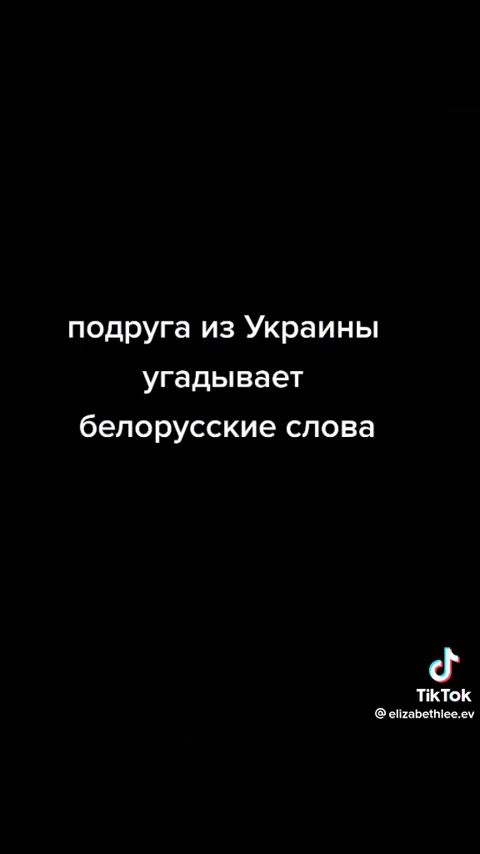 подруга из Украины
угадывает
белорусские слова
TikTok
@elizabethlee.ev